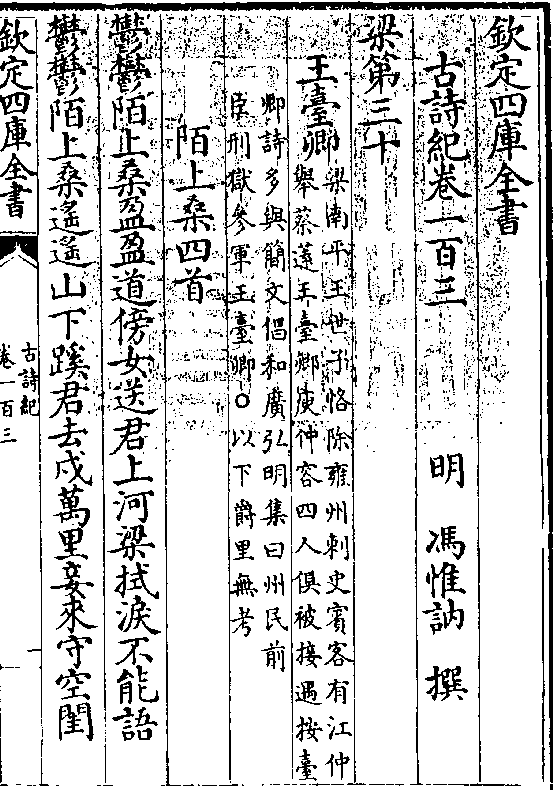 欽定四庫全書
古詩紀卷一百三
明 馮惟訥 撰
梁第三十
王臺卿
梁南平王世子恪除雍州刺史賓客有江仲
舉蔡薳王臺卿庾仲容四人俱被接遇按臺
卿詩多與簡文倡和廣弘明集曰州民前
臣刑獄參軍王臺卿○以下爵里無考
陌上桑四首
鬱鬱陌上桑盈盈道傍女送君上河梁拭淚不能語
鬱鬱陌上桑遙遙山下蹊君去戍萬里妾來守空閨
欽定四庫全書
古詩紀
卷一百三
一